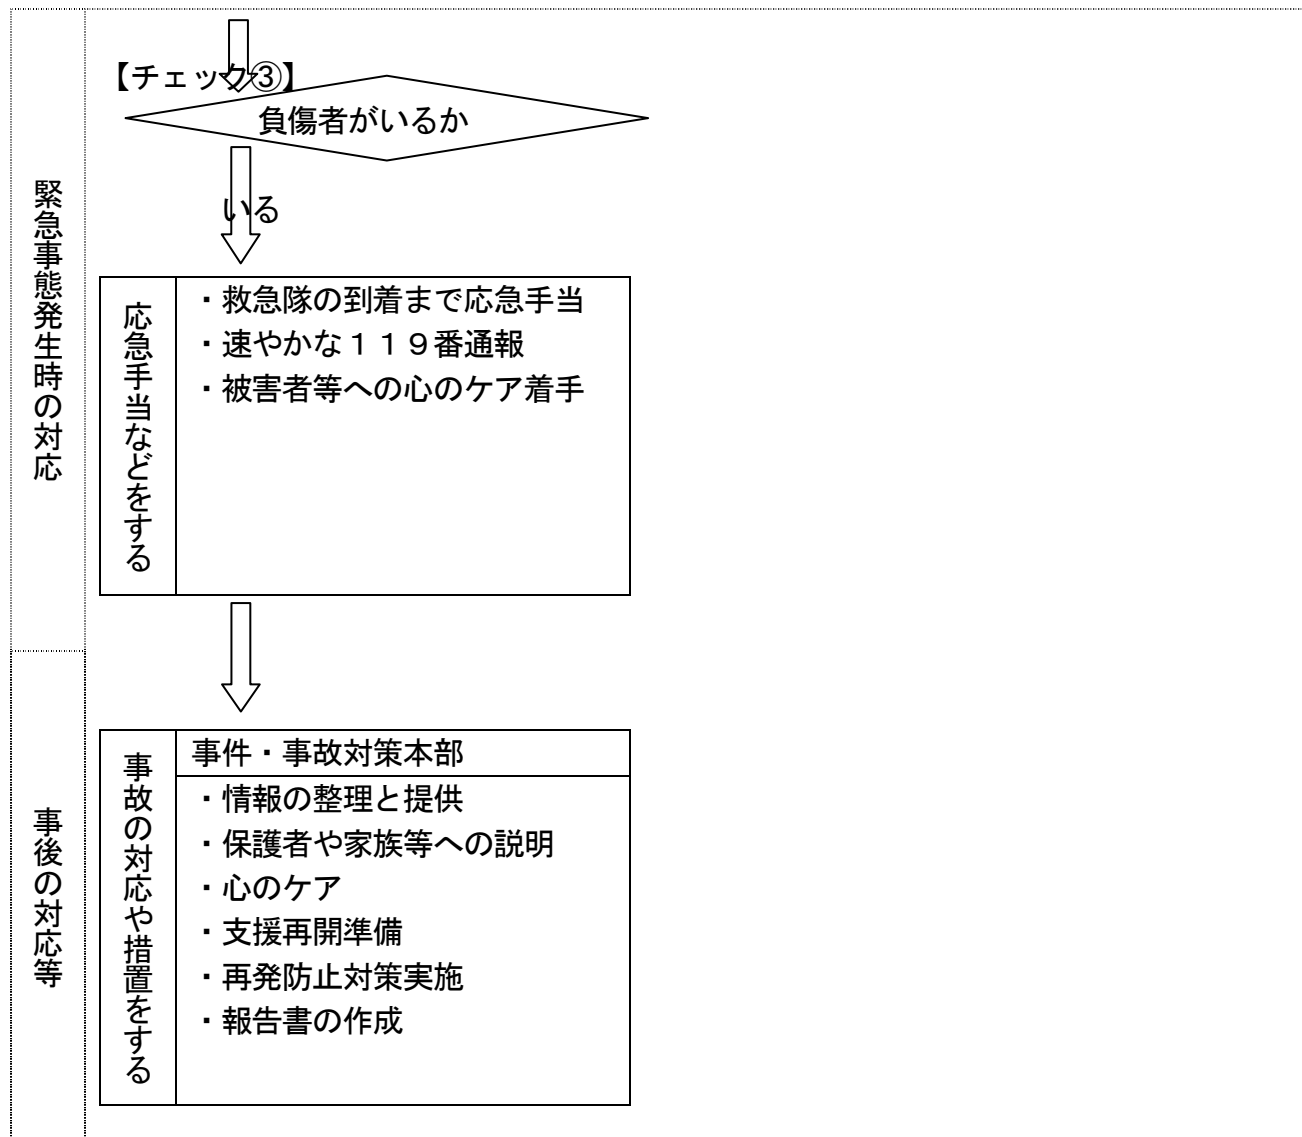 緊急事態発生時の対応
【チェック③】
負傷者がいるか
いる
応急手当などをする
・救急隊の到着まで応急手当
・速やかな１１９番通報
・被害者等への心のケア着手
事後の対応等
事故の対応や措置をする
事件・事故対策本部
・情報の整理と提供
・保護者や家族等への説明
・心のケア
・支援再開準備
・再発防止対策実施
・報告書の作成